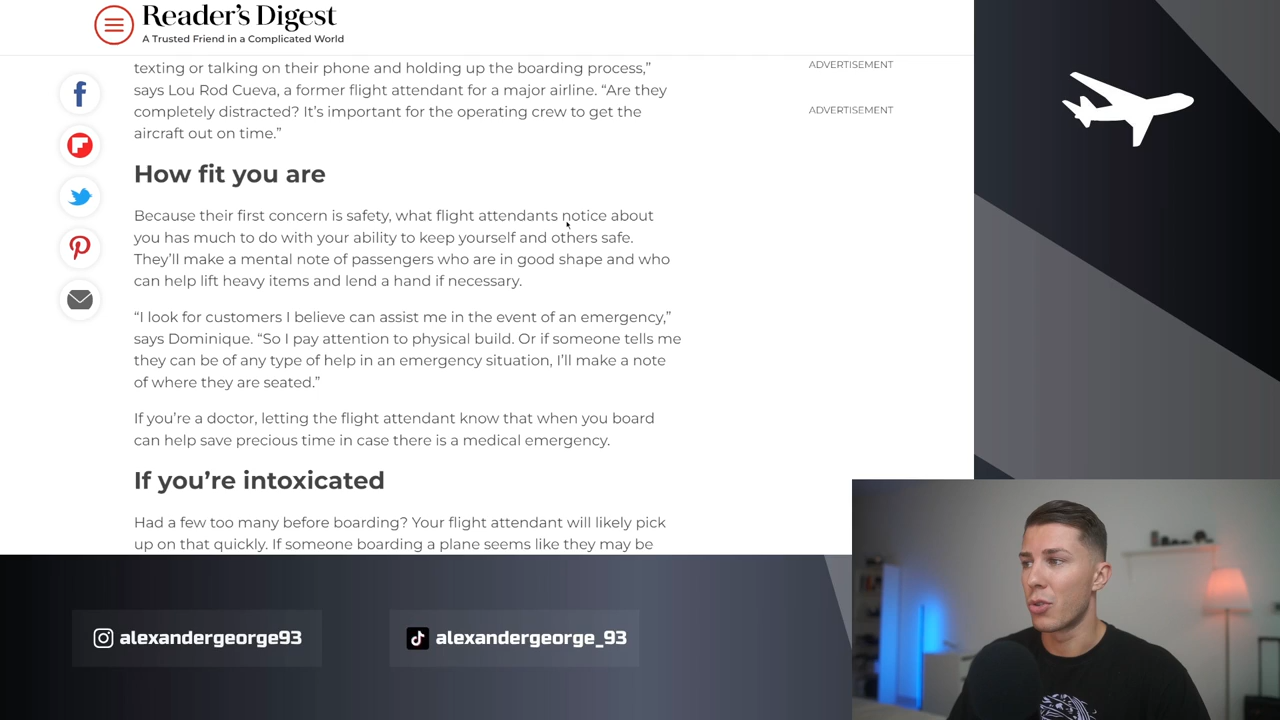 Reader's Digest
A Trusted Friend in a Complicated World
texting or talking on their phone and holding up the boarding process,”
says Lou Rod Cueva, a former flight attendant for a major airline. “Are they
completely distracted? It’s important for the operating crew to get the
aircraft out on time.”
ADVERTISEMENT
ADVERTISEMENT
How fit you are
Because their first concern is safety, what flight attendants notice about
you has much to do with your ability to keep yourself and others safe.
They’ll make a mental note of passengers who are in good shape and who
can help lift heavy items and lend a hand if necessary.
“I look for customers I believe can assist me in the event of an emergency,”
says Dominique. “So I pay attention to physical build. Or if someone tells me
they can be of any type of help in an emergency situation, I’ll make a note
of where they are seated.”
If you’re a doctor, letting the flight attendant know that when you board
can help save precious time in case there is a medical emergency.
If you’re intoxicated
Had a few too many before boarding? Your flight attendant will likely pick
up on that quickly. If someone boarding a plane seems like they may be
alexandergeorge93
alexandergeorge_93